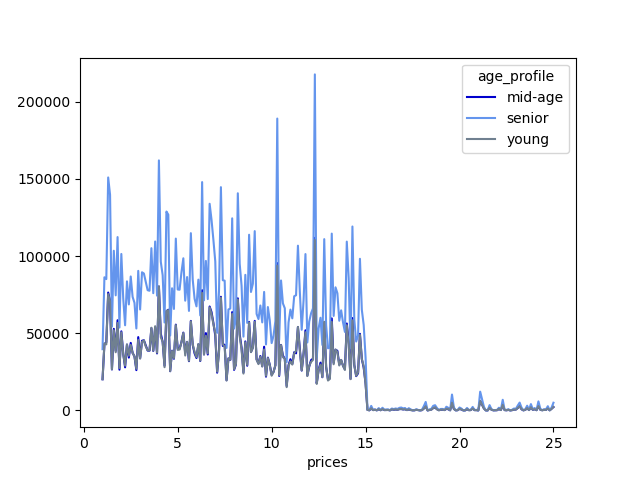 age_profile
mid-age
senior
young
200000
150000
100000
50000
0
0 5 10 15 20 25
prices